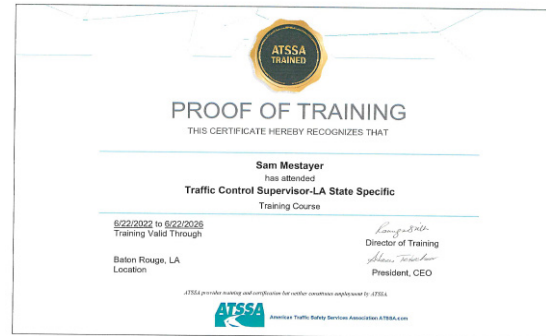 ATSSA
TRAINED
PROOF OF TRAINING
THIS CERTIFICATE HEREBY RECOGNIZES THAT
Sam Mestayer
has attended
Traffic Control Supervisor-LA State Specific
Training Course
6/22/2022 to 6/22/2026
Training Valid Through
Director of Training
Baton Rouge, LA
Location
President, CEO
ATSSA provides training and certification but neither constitutes employment by ATSSA.
ATSSA
American Traffic Safety Services Association ATSSA.com